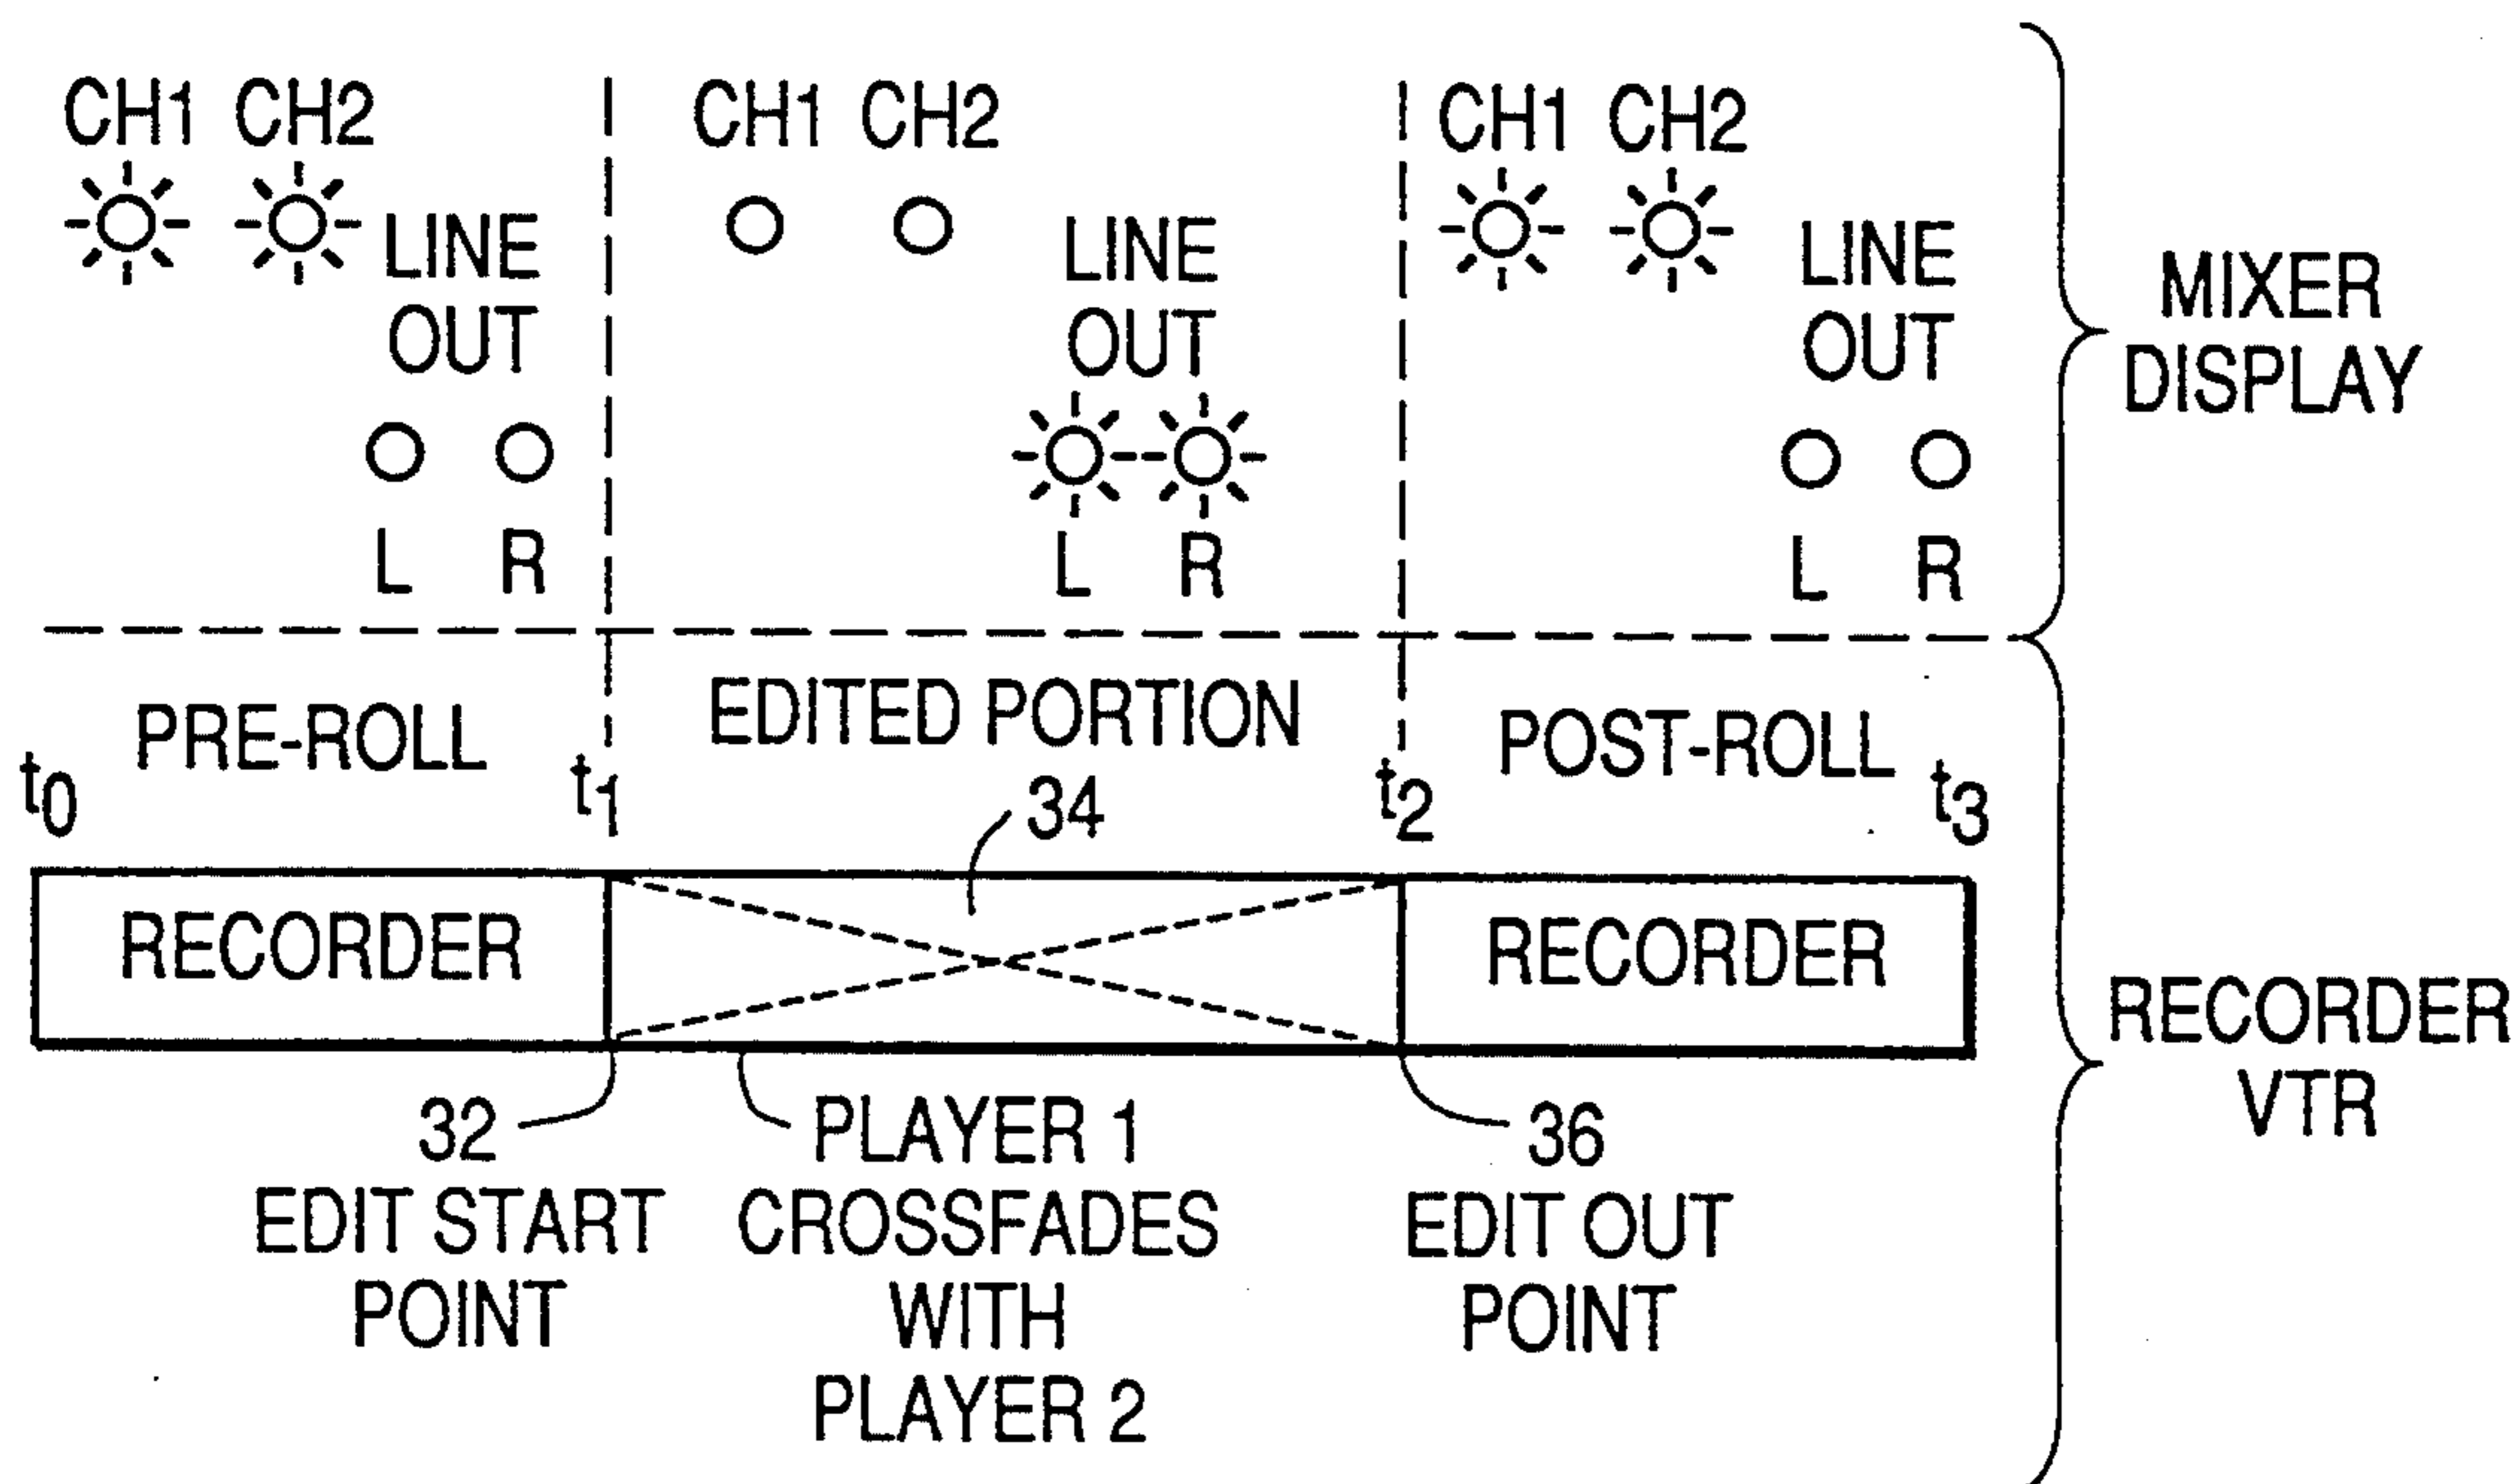 CH1 CH2
LINE
OUT
L R
CH1 CH2
LINE
OUT
L R
CH1 CH2
LINE
OUT
L R
MIXER
DISPLAY
PRE-ROLL
EDITED PORTION
POST-ROLL
t0
t1
34
t2
t3
RECORDER
RECORDER
RECORDER
VTR
32
EDIT START
POINT
PLAYER 1
CROSSFADES
WITH
PLAYER 2
36
EDIT OUT
POINT